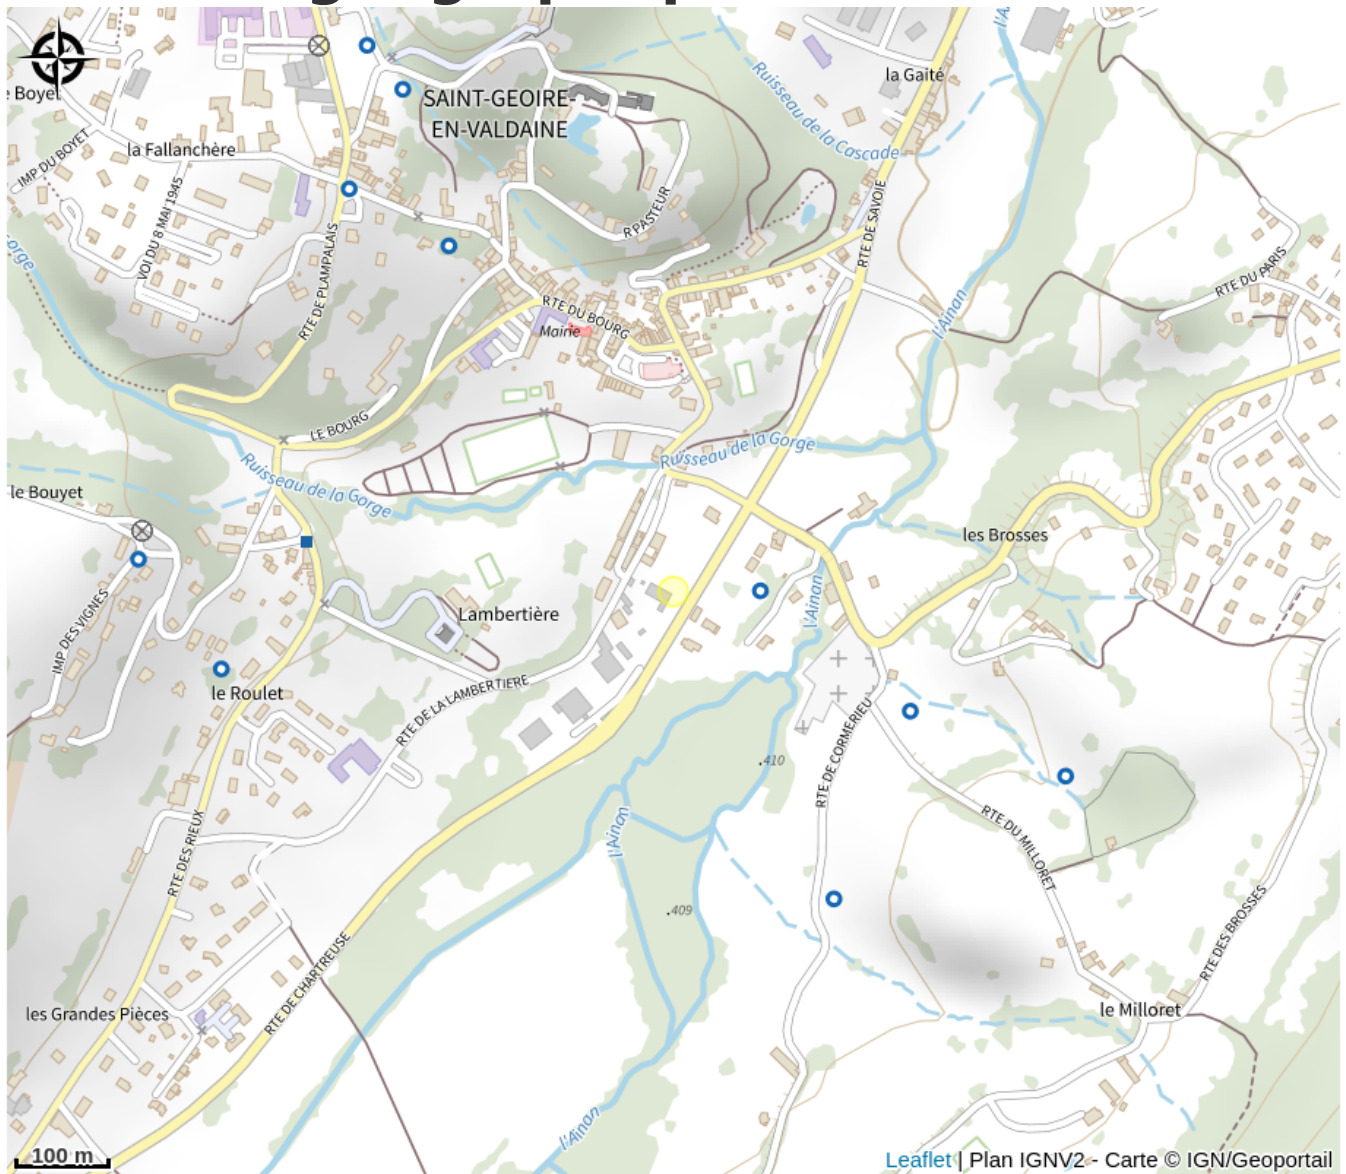 la Gaité
l'A
e Boyet
SAINT-GEOIRE-
EN-VALDAINE
Ruisseau de la Cascade
IMP DU BOYET
la Fallanchère
VOI DU 8 MAI 1945
R PASTEUR
RTE DE SAVOIE
RTE DE PLAMPALAIS
orge
RTE DU PARIS
RTE DU BOURG
Mairie
l'Ainan
LE BOURG
Ruisseau de la Gorge
Ruisseau de la Gorge
le Bouyet
les Brosses
l'Ainan
IMP DES VIGNES
Lambertière
le Roulet
RTE DE LA LAMBERTIERE
RTE DE CORMERIEU
.410
l'Ainan
RTE DU MILLORET
RTE DES RIEUX
.409
RTE DES BROSSES
RTE DE CHARTREUSE
les Grandes Pièces
le Milloret
l'Ainan
100 m
Leaflet | Plan IGNV2 - Carte © IGN/Geoportail